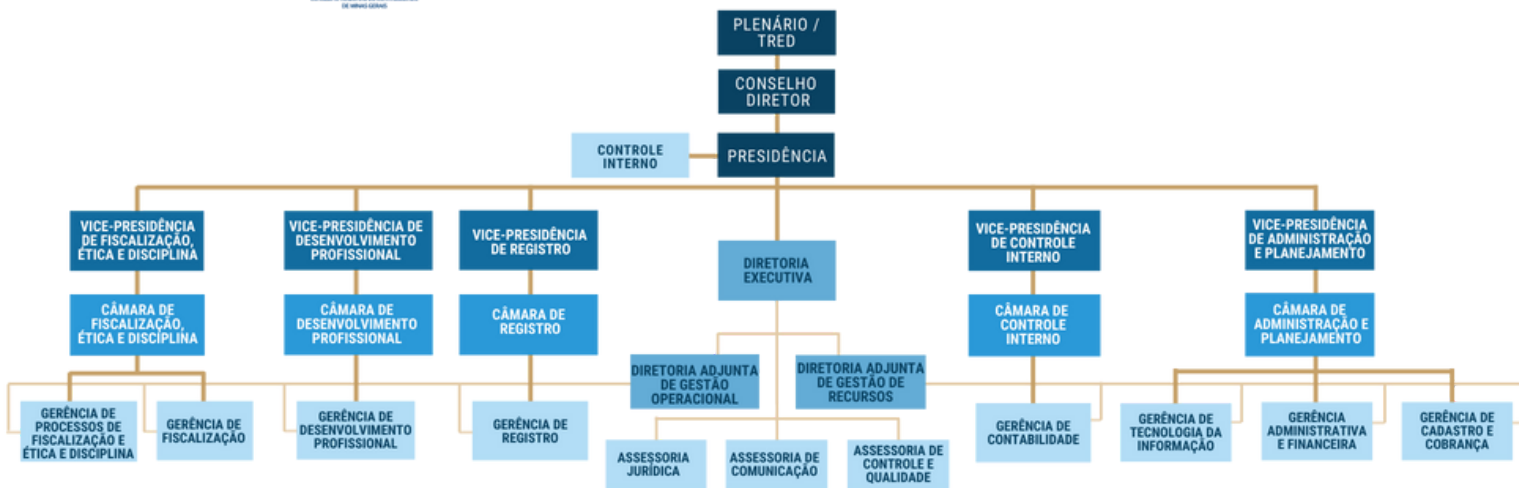 DE MINAS GERAIS
PLENÁRIO /
TRED
CONSELHO
DIRETOR
CONTROLE
INTERNO
PRESIDÊNCIA
VICE-PRESIDÊNCIA
DE FISCALIZAÇÃO,
ÉTICA E DISCIPLINA
VICE-PRESIDÊNCIA DE
DESENVOLVIMENTO
PROFISSIONAL
VICE-PRESIDÊNCIA
DE REGISTRO
DIRETORIA
EXECUTIVA
VICE-PRESIDÊNCIA
DE CONTROLE
INTERNO
VICE-PRESIDÊNCIA
DE ADMINISTRAÇÃO
E PLANEJAMENTO
CÂMARA DE
FISCALIZAÇÃO,
ÉTICA E DISCIPLINA
CÂMARA DE
DESENVOLVIMENTO
PROFISSIONAL
CÂMARA DE
REGISTRO
CÂMARA DE
CONTROLE
INTERNO
CÂMARA DE
ADMINISTRAÇÃO E
PLANEJAMENTO
DIRETORIA ADJUNTA
DE GESTÃO
OPERACIONAL
DIRETORIA ADJUNTA
DE GESTÃO DE
RECURSOS
GERÊNCIA DE
PROCESSOS DE
FISCALIZAÇÃO E
ÉTICA E DISCIPLINA
GERÊNCIA DE
FISCALIZAÇÃO
GERÊNCIA DE
DESENVOLVIMENTO
PROFISSIONAL
GERÊNCIA DE
REGISTRO
ASSESSORIA
JURÍDICA
ASSESSORIA DE
COMUNICAÇÃO
ASSESSORIA DE
CONTROLE E
QUALIDADE
GERÊNCIA DE
CONTABILIDADE
GERÊNCIA DE
TECNOLOGIA DA
INFORMAÇÃO
GERÊNCIA
ADMINISTRATIVA
E FINANCEIRA
GERÊNCIA DE
CADASTRO E
COBRANÇA